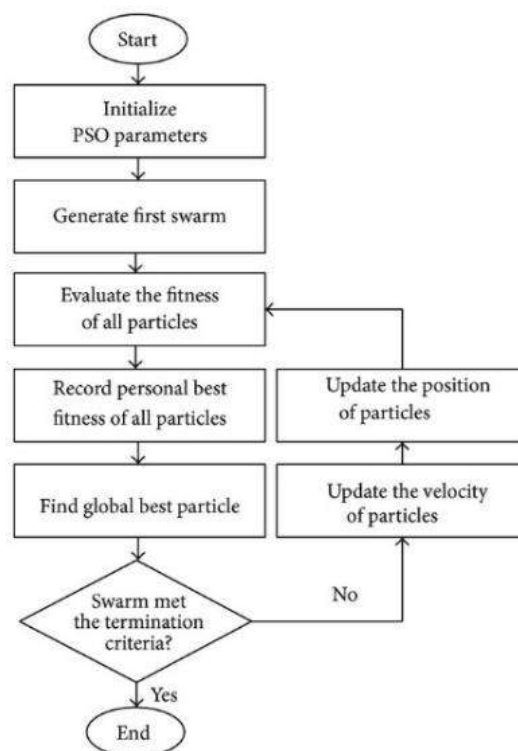 Start
Initialize
PSO parameters
Generate first swarm
Evaluate the fitness
of all particles
Record personal best
fitness of all particles
Find global best particle
Swarm met
the termination
criteria?
Yes
End
No
Update the velocity
of particles
Update the position
of particles